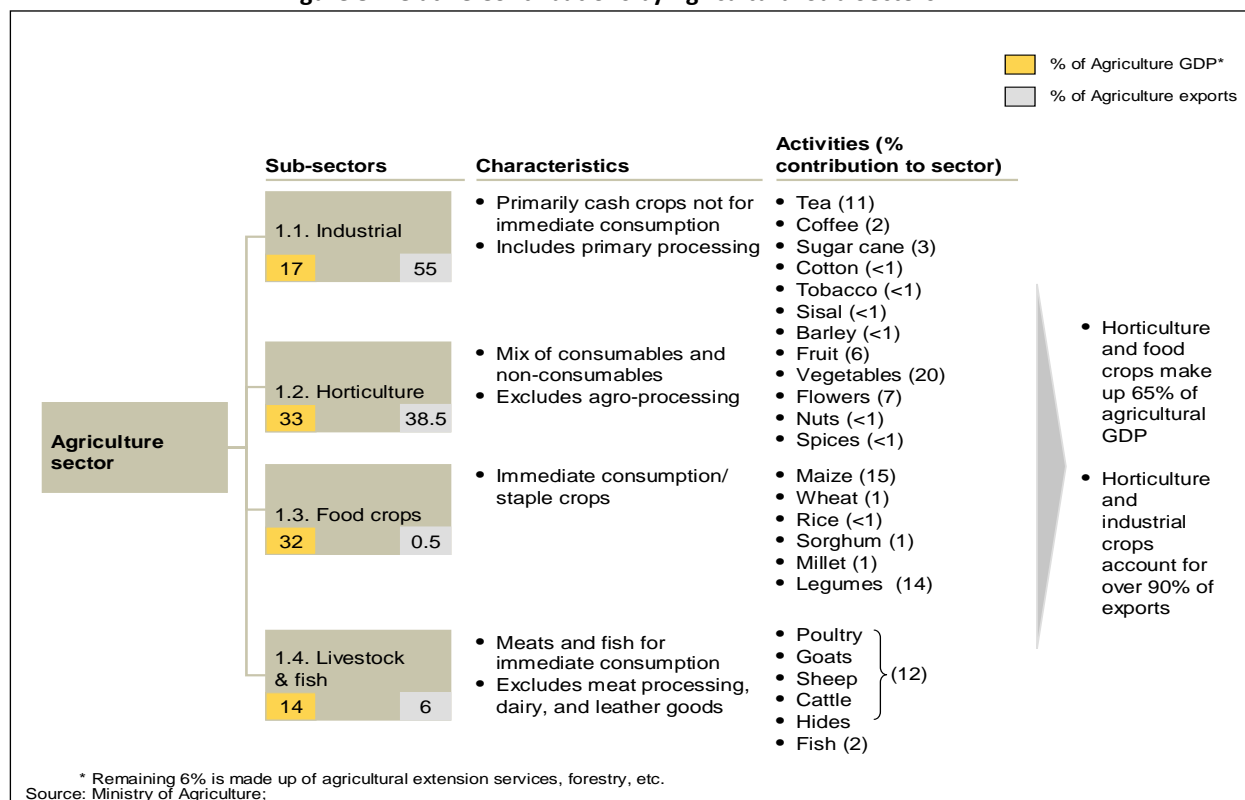 % of Agriculture GDP*
% of Agriculture exports
Sub-sectors
Characteristics
Activities (%
contribution to sector)
Agriculture
sector
1.1. Industrial
17
55
• Primarily cash crops not for
immediate consumption
• Includes primary processing
• Tea (11)
• Coffee (2)
• Sugar cane (3)
• Cotton (<1)
• Tobacco (<1)
• Sisal (<1)
• Barley (<1)
1.2. Horticulture
33
38.5
• Mix of consumables and
non-consumables
• Excludes agro-processing
• Fruit (6)
• Vegetables (20)
• Flowers (7)
• Nuts (<1)
• Spices (<1)
1.3. Food crops
32
0.5
• Immediate consumption/
staple crops
• Maize (15)
• Wheat (1)
• Rice (<1)
• Sorghum (1)
• Millet (1)
• Legumes (14)
1.4. Livestock
& fish
14
6
• Meats and fish for
immediate consumption
• Excludes meat processing,
dairy, and leather goods
• Poultry
• Goats
• Sheep
• Cattle
• Hides
(12)
• Fish (2)
• Horticulture
and food
crops make
up 65% of
agricultural
GDP
• Horticulture
and
industrial
crops
account for
over 90% of
exports
* Remaining 6% is made up of agricultural extension services, forestry, etc.
Source: Ministry of Agriculture;